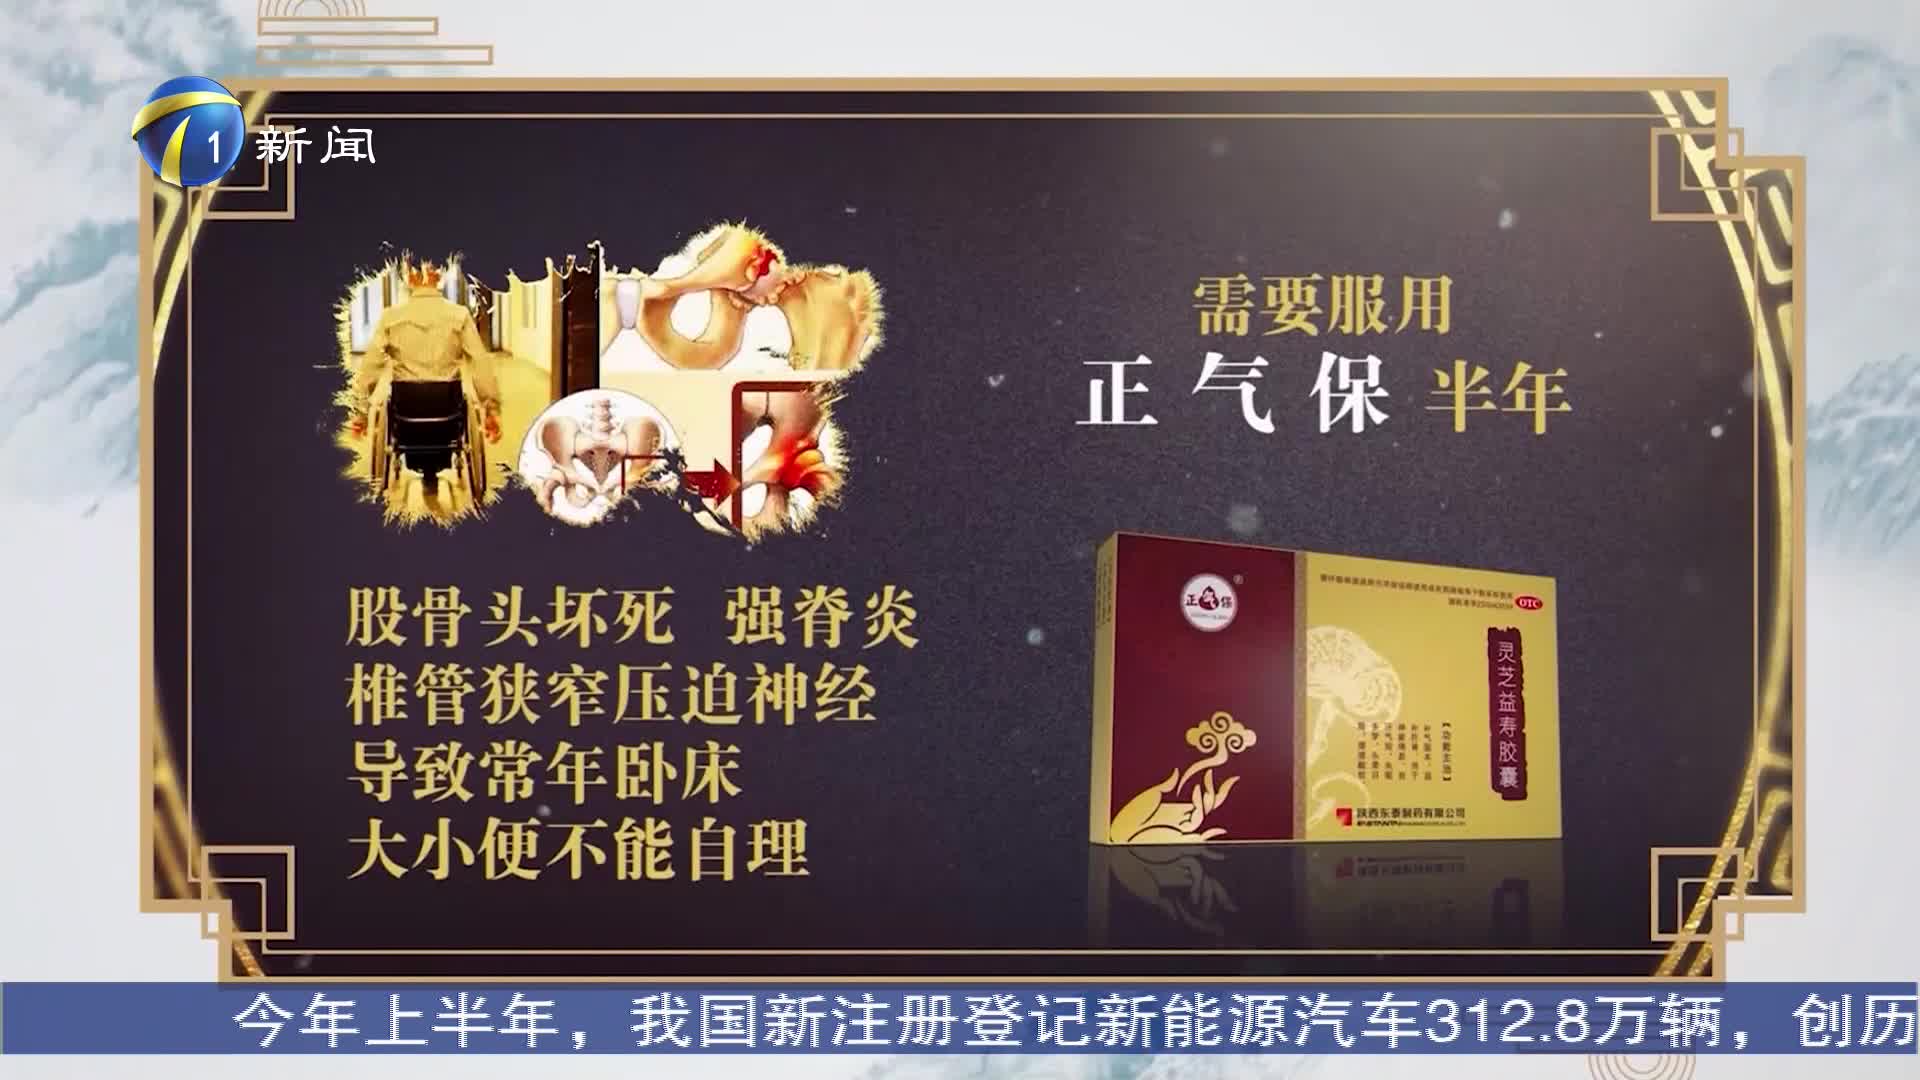 1 新闻
需要服用
正气保 半年
股骨头坏死 强脊炎
椎管狭窄压迫神经
导致常年卧床
大小便不能自理
正气保
OTC
灵芝益寿胶囊
【功能主治】
陕西东泰制药有限公司
今年上半年，我国新注册登记新能源汽车312.8万辆，创历